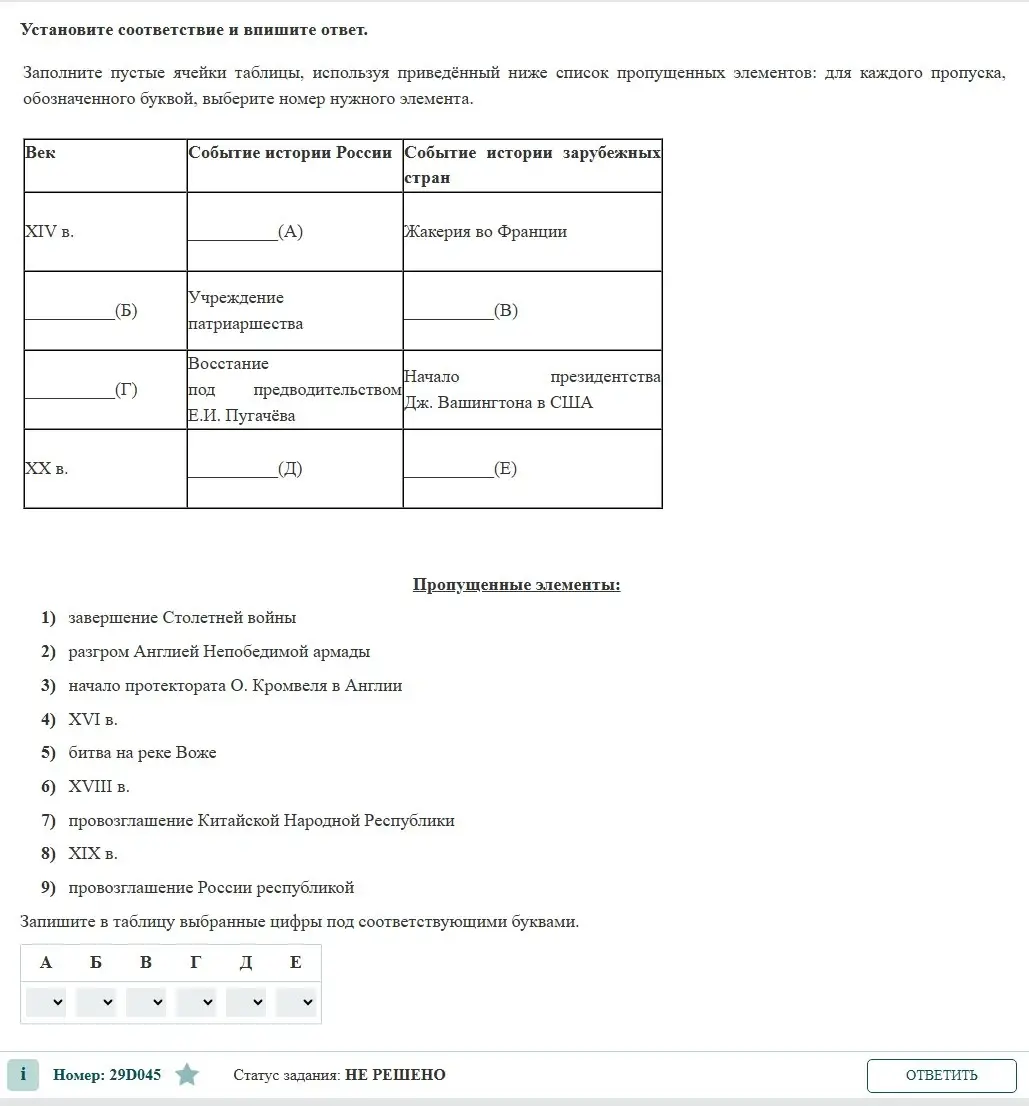 Установите соответствие и впишите ответ.
Заполните пустые ячейки таблицы, используя приведённый ниже список пропущенных элементов: для каждого пропуска,
обозначенного буквой, выберите номер нужного элемента.
Век
Событие истории России
Событие истории зарубежных
стран
XIV в.
__________(А)
Жакерия во Франции
__________(Б)
Учреждение
патриаршества
__________(В)
__________(Г)
Восстание
под предводительством
Е.И. Пугачёва
Начало президентства
Дж. Вашингтона в США
XX в.
__________(Д)
__________(Е)
Пропущенные элементы:
1) завершение Столетней войны
2) разгром Англией Непобедимой армады
3) начало протектората О. Кромвеля в Англии
4) XVI в.
5) битва на реке Воже
6) XVIII в.
7) провозглашение Китайской Народной Республики
8) XIX в.
9) провозглашение России республикой
Запишите в таблицу выбранные цифры под соответствующими буквами.
А Б В Г Д Е
i Номер: 29D045 Статус задания: НЕ РЕШЕНО ОТВЕТИТЬ